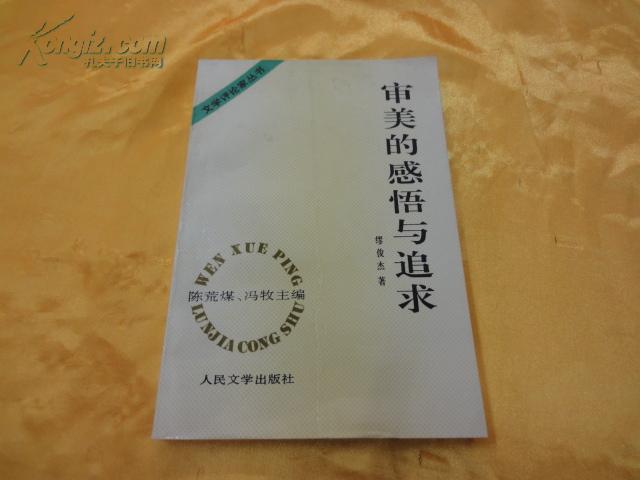 Kongfz.com
孔夫子旧书网
文学评论家丛书
审美的感悟与追求
缪俊杰著
WEN XUE PING
陈荒煤、冯牧主编
LUNJIA CONG SHU
人民文学出版社